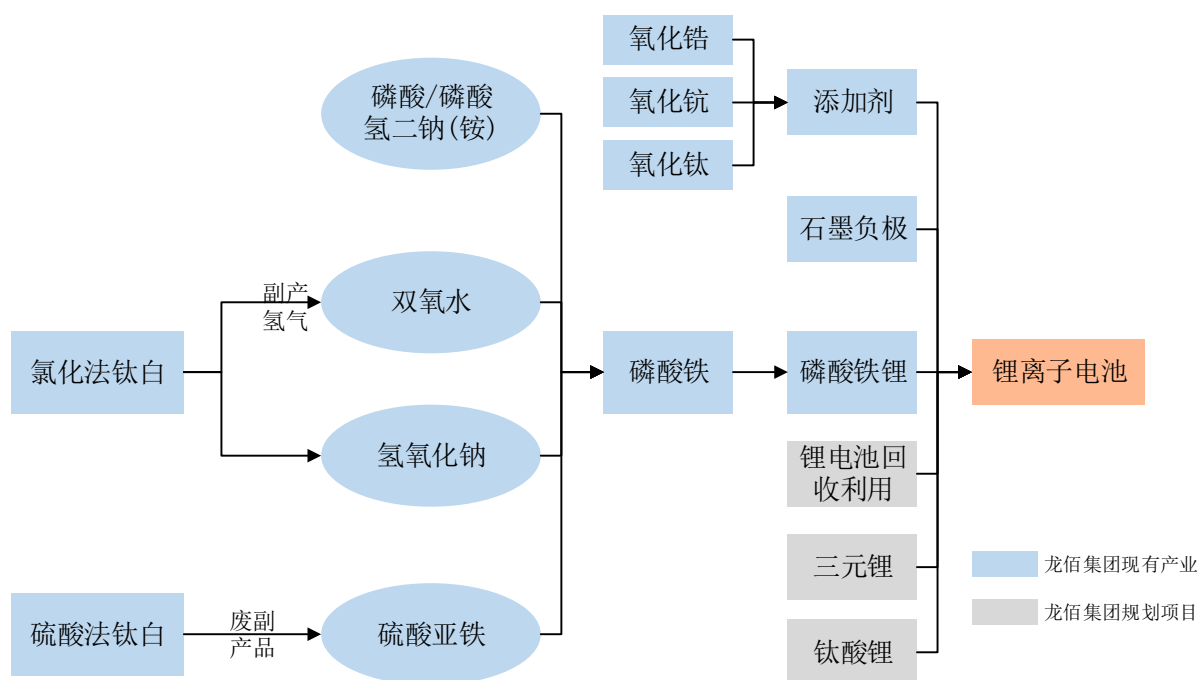 氧化锆
氧化钪
氧化钛
添加剂
磷酸/磷酸
氢二钠(铵)
石墨负极
副产
氢气
双氧水
氯化法钛白
磷酸铁
磷酸铁锂
锂离子电池
氢氧化钠
锂电池回
收利用
三元锂
硫酸法钛白
废副
产品
硫酸亚铁
钛酸锂
龙佰集团现有产业
龙佰集团规划项目